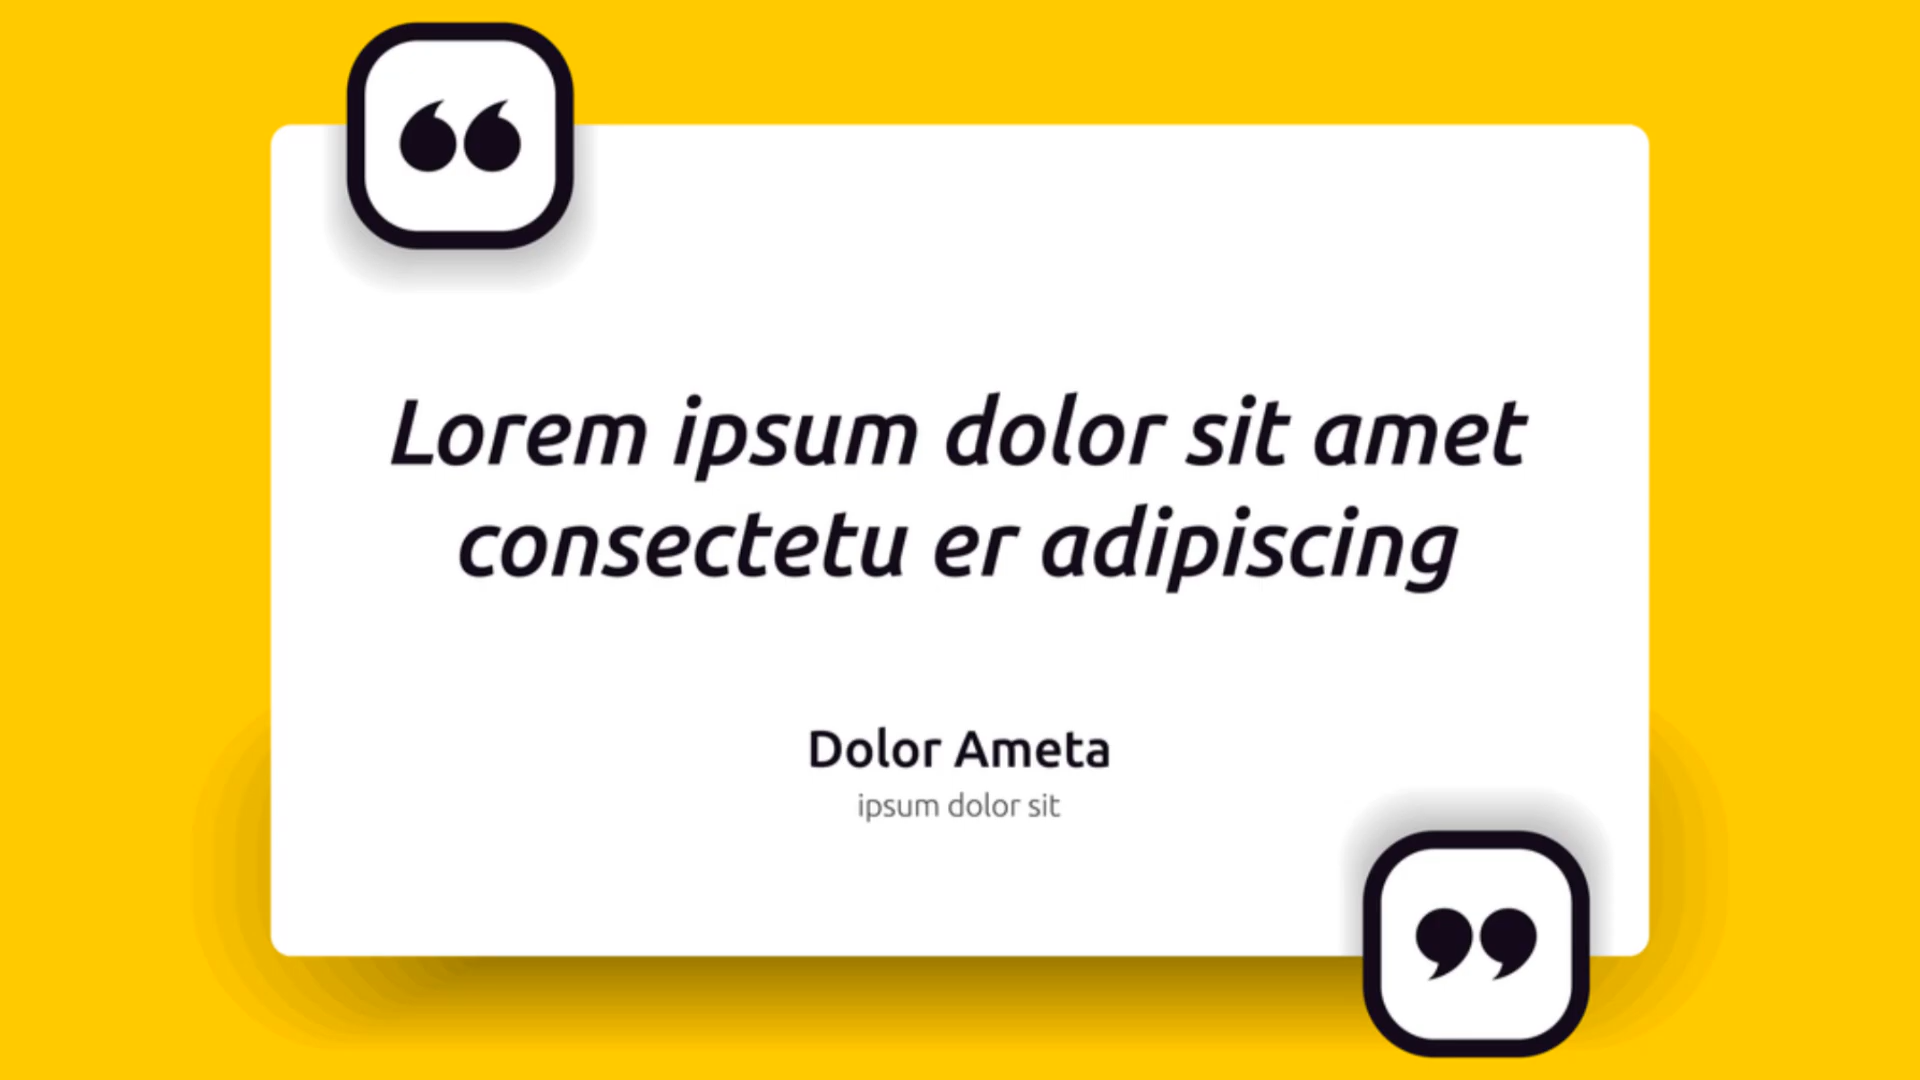 “
Lorem ipsum dolor sit amet
consectetu er adipiscing
Dolor Ameta
ipsum dolor sit
”